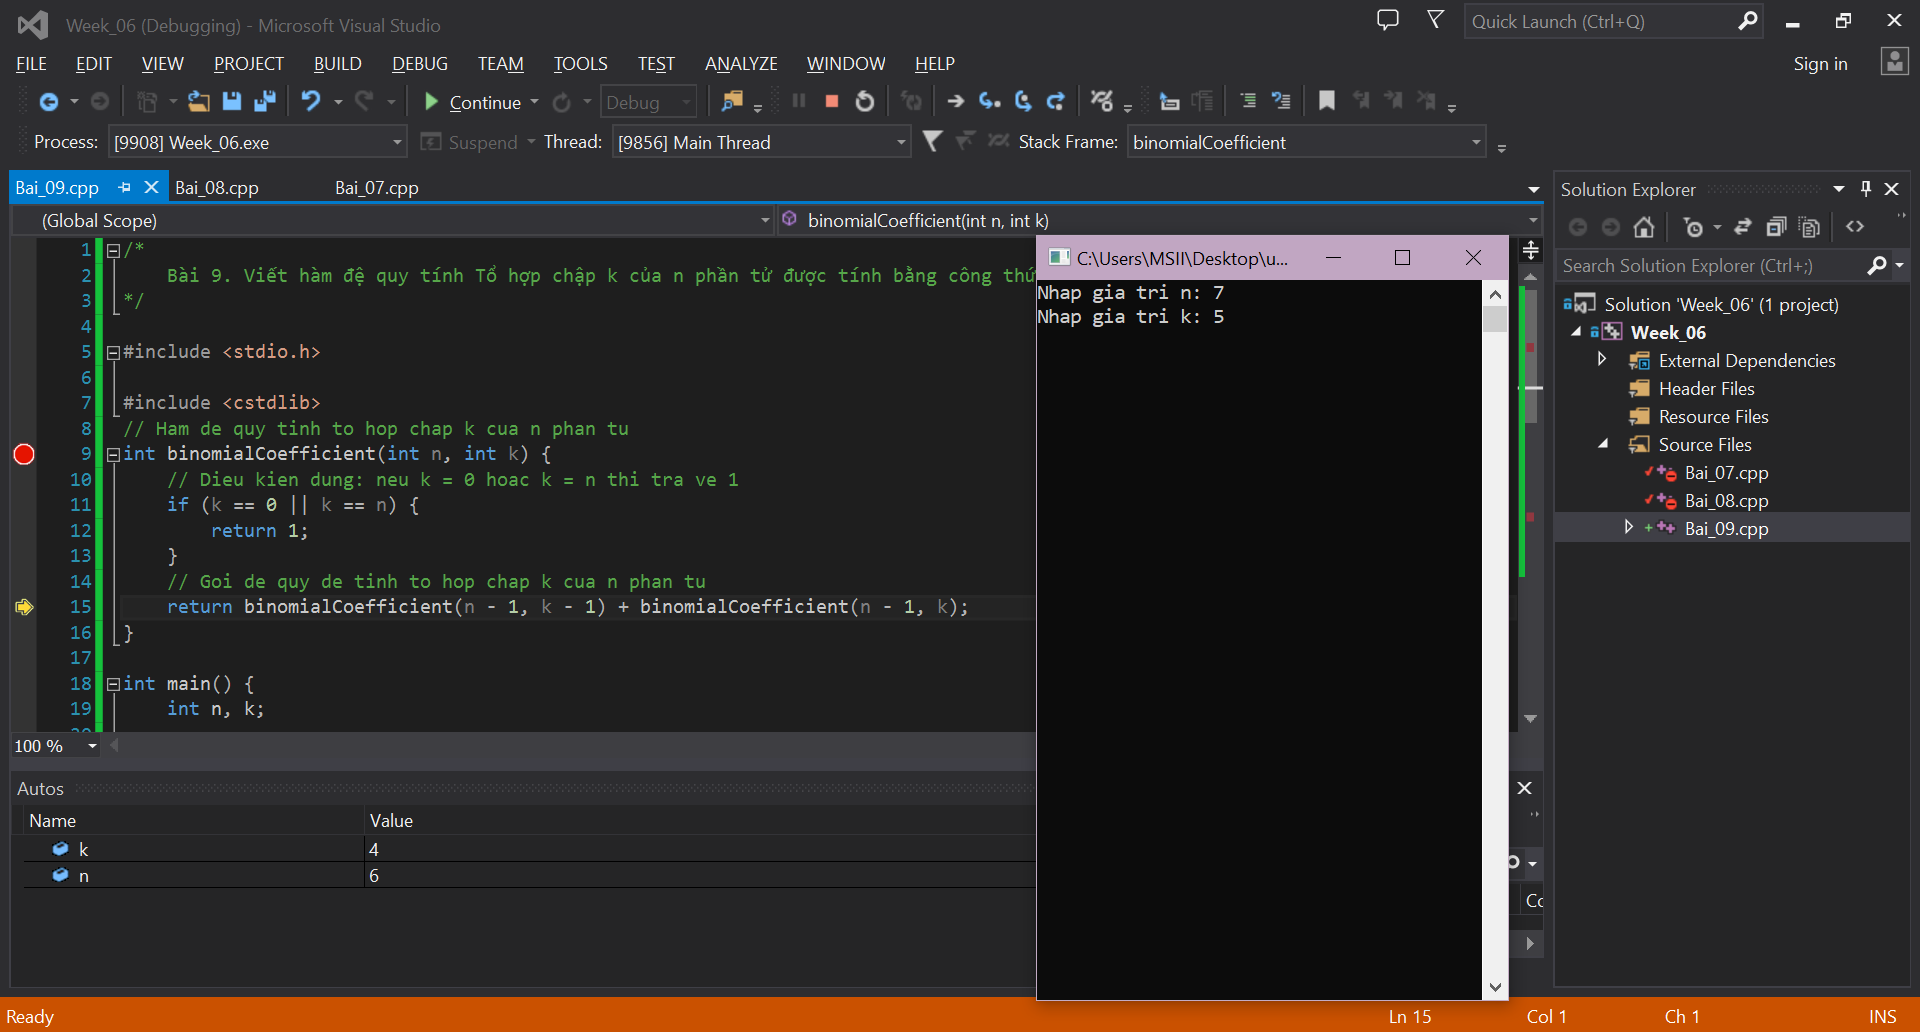 Week_06 (Debugging) - Microsoft Visual Studio
Quick Launch (Ctrl+Q)
FILE EDIT VIEW PROJECT BUILD DEBUG TEAM TOOLS TEST ANALYZE WINDOW HELP
Sign in
Continue Debug
Process: [9908] Week_06.exe Suspend Thread: [9856] Main Thread Stack Frame: binomialCoefficient
Bai_09.cpp Bai_08.cpp Bai_07.cpp
(Global Scope) binomialCoefficient(int n, int k)
1 /*
2 Bài 9. Viết hàm đệ quy tính Tổ hợp chập k của n phần tử được tính bằng công thứ
3 */
4
5 #include <stdio.h>
6
7 #include <cstdlib>
8 // Ham de quy tinh to hop chap k cua n phan tu
9 int binomialCoefficient(int n, int k) {
10 // Dieu kien dung: neu k = 0 hoac k = n thi tra ve 1
11 if (k == 0 || k == n) {
12 return 1;
13 }
14 // Goi de quy de tinh to hop chap k cua n phan tu
15 return binomialCoefficient(n - 1, k - 1) + binomialCoefficient(n - 1, k);
16 }
17
18 int main() {
19 int n, k;
100 %
Autos
Name Value
k 4
n 6
C:\Users\MSII\Desktop\u...
Nhap gia tri n: 7
Nhap gia tri k: 5
Solution Explorer
Search Solution Explorer (Ctrl+;)
Solution 'Week_06' (1 project)
Week_06
External Dependencies
Header Files
Resource Files
Source Files
Bai_07.cpp
Bai_08.cpp
Bai_09.cpp
Ready Ln 15 Col 1 Ch 1 INS